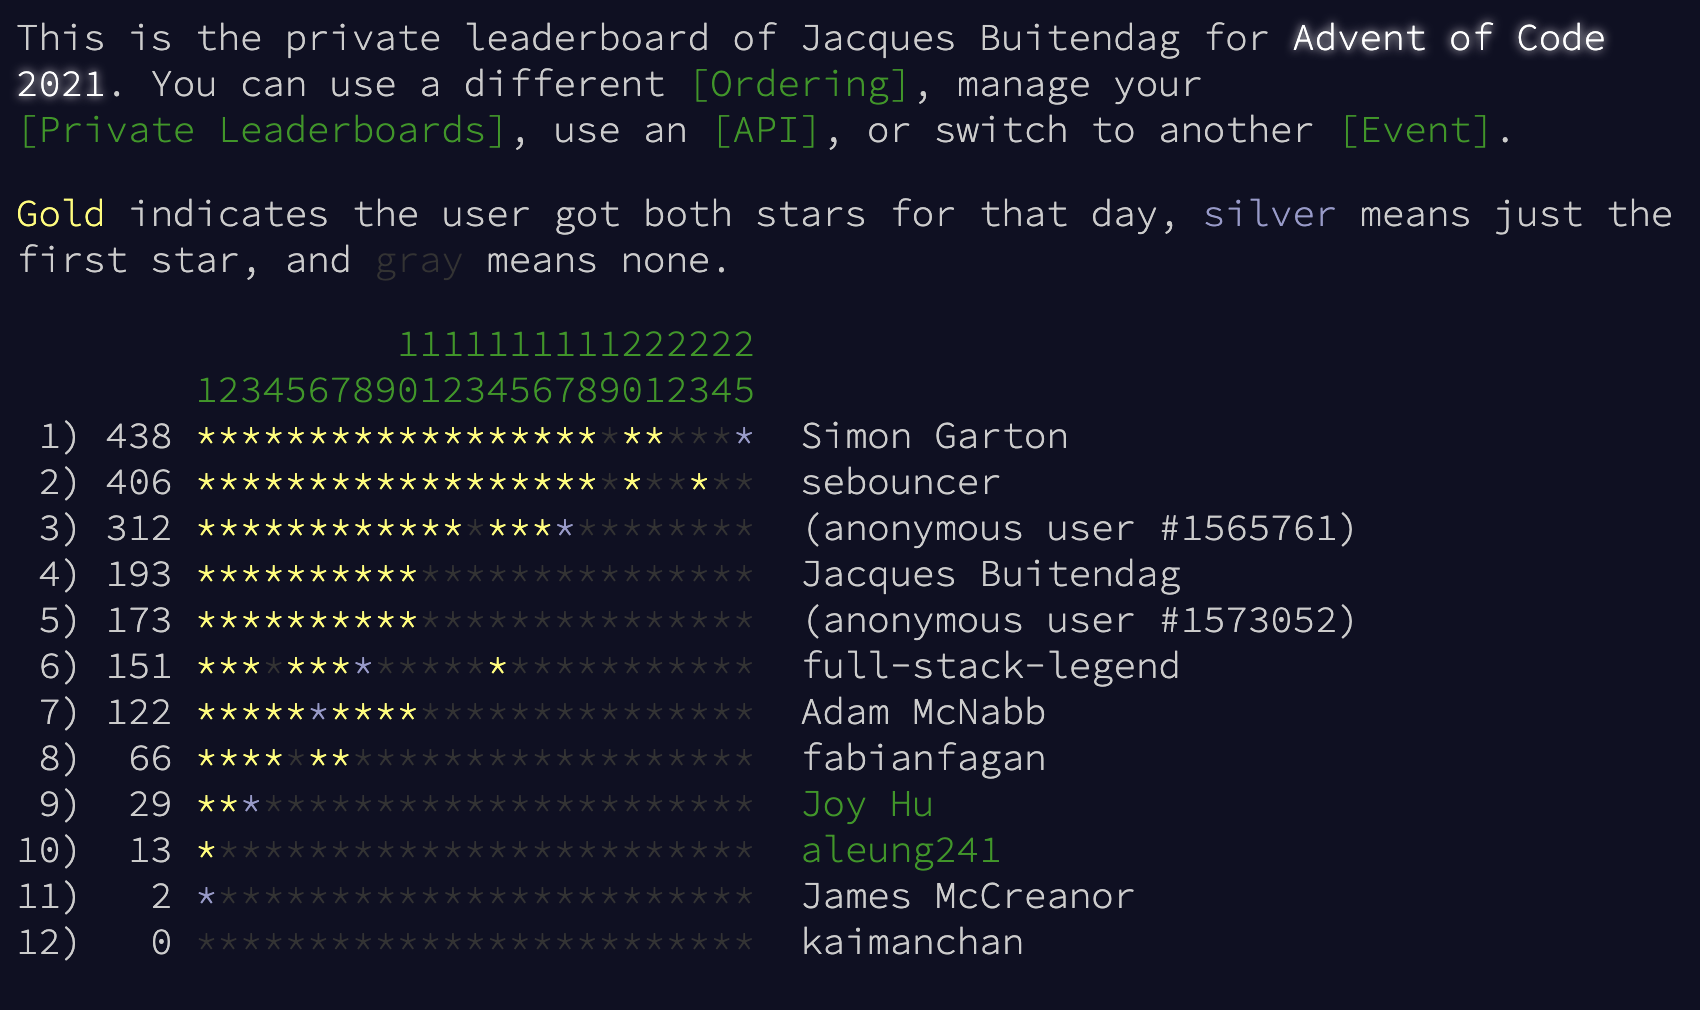 This is the private leaderboard of Jacques Buitendag for Advent of Code
2021. You can use a different [Ordering], manage your
[Private Leaderboards], use an [API], or switch to another [Event].
Gold indicates the user got both stars for that day, silver means just the
first star, and gray means none.
1111111111222222
1234567890123456789012345
1) 438 ************************* Simon Garton
2) 406 ************************* sebouncer
3) 312 ************************* (anonymous user #1565761)
4) 193 ************************* Jacques Buitendag
5) 173 ************************* (anonymous user #1573052)
6) 151 ************************* full-stack-legend
7) 122 ************************* Adam McNabb
8) 66 ************************* fabianfagan
9) 29 ************************* Joy Hu
10) 13 ************************* aleung241
11) 2 ************************* James McCreanor
12) 0 ************************* kaimanchan